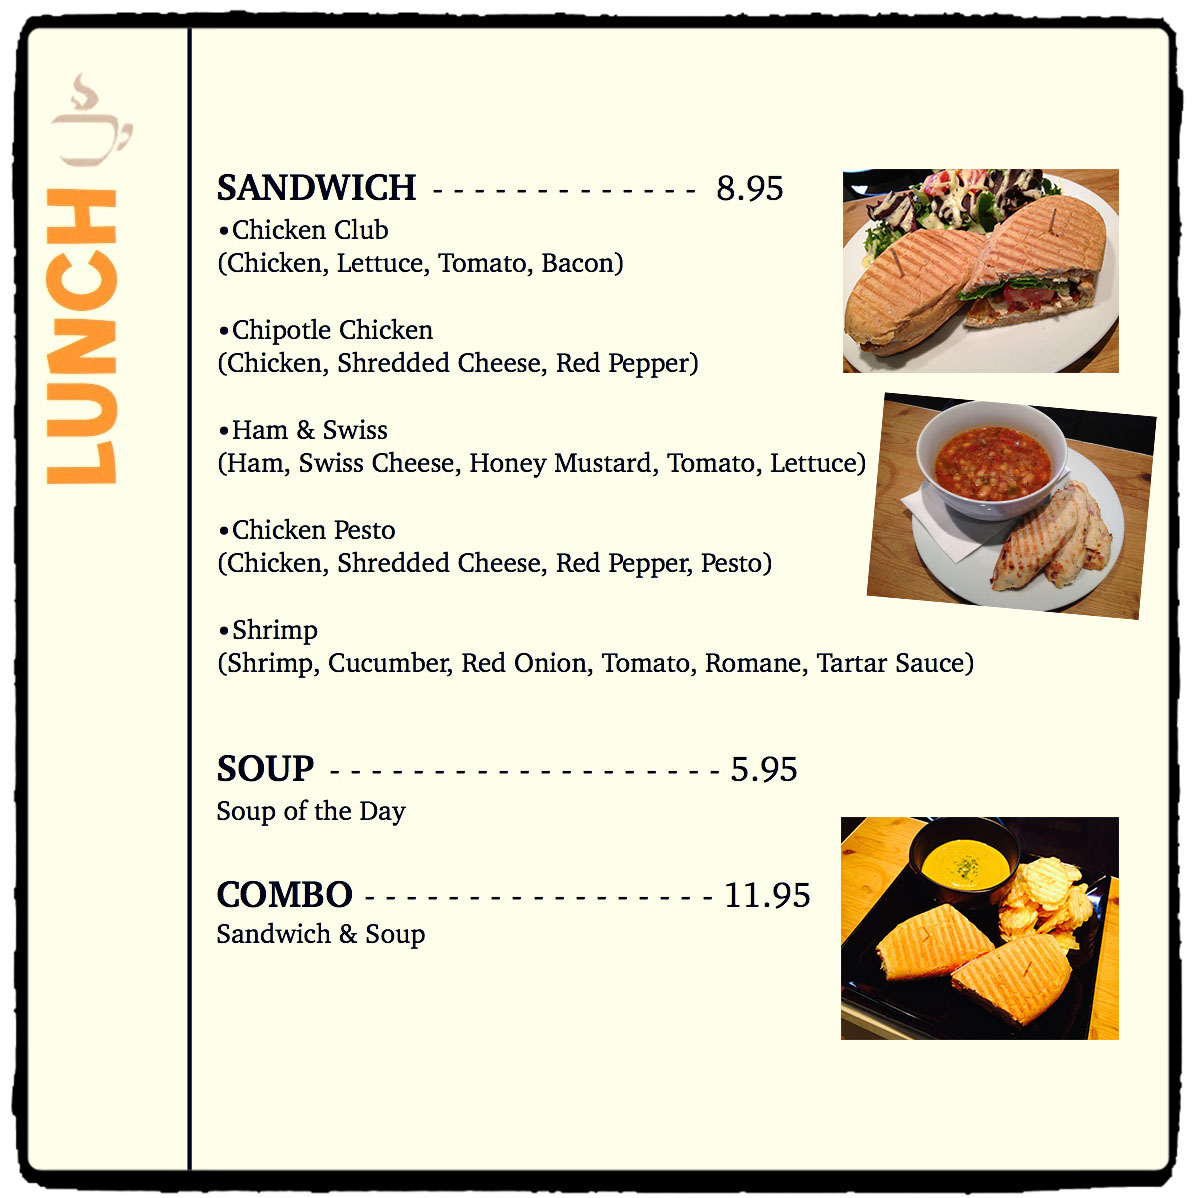 LUNCH
SANDWICH - - - - - - - - - - - - - 8.95
•Chicken Club
(Chicken, Lettuce, Tomato, Bacon)
•Chipotle Chicken
(Chicken, Shredded Cheese, Red Pepper)
•Ham & Swiss
(Ham, Swiss Cheese, Honey Mustard, Tomato, Lettuce)
•Chicken Pesto
(Chicken, Shredded Cheese, Red Pepper, Pesto)
•Shrimp
(Shrimp, Cucumber, Red Onion, Tomato, Romane, Tartar Sauce)
SOUP - - - - - - - - - - - - - - - - - - - 5.95
Soup of the Day
COMBO - - - - - - - - - - - - - - - - - 11.95
Sandwich & Soup